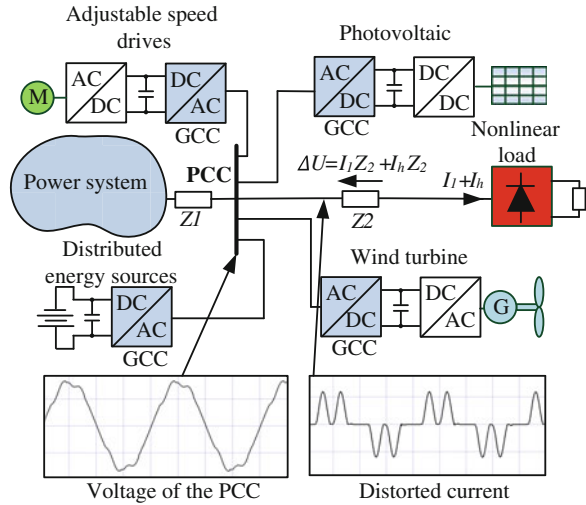 Adjustable speed
drives
Photovoltaic
M
AC
DC
DC
AC
GCC
AC
DC
DC
DC
GCC
Nonlinear
load
PCC
ΔU=I₁Z₂+IₕZ₂
I₁+Iₕ
Power system
Z1
Z2
Distributed
energy sources
Wind turbine
DC
AC
GCC
AC
DC
DC
AC
G
GCC
Voltage of the PCC
Distorted current